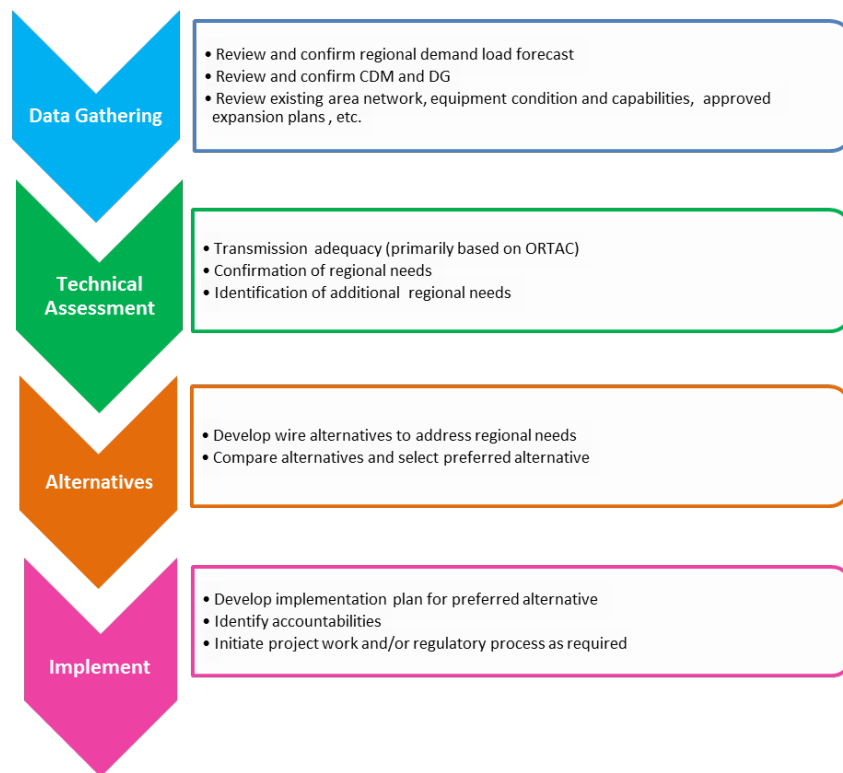 Data Gathering
• Review and confirm regional demand load forecast
• Review and confirm CDM and DG
• Review existing area network, equipment condition and capabilities, approved
expansion plans , etc.
Technical
Assessment
• Transmission adequacy (primarily based on ORTAC)
• Confirmation of regional needs
• Identification of additional regional needs
Alternatives
• Develop wire alternatives to address regional needs
• Compare alternatives and select preferred alternative
Implement
• Develop implementation plan for preferred alternative
• Identify accountabilities
• Initiate project work and/or regulatory process as required